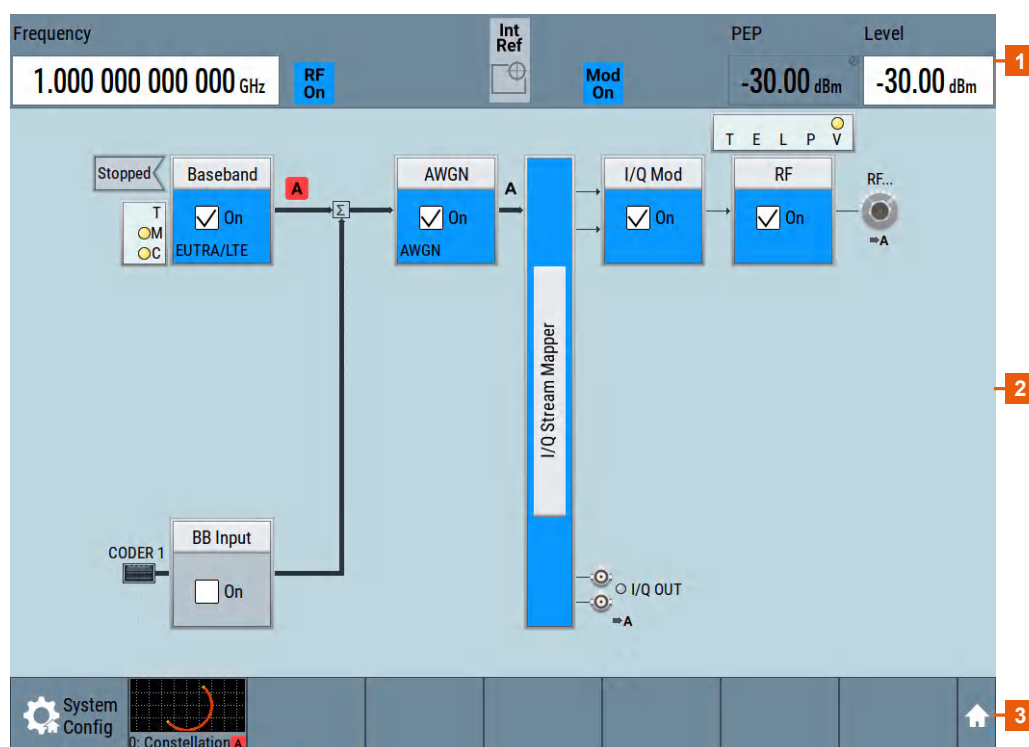 Frequency
Int
Ref
PEP
Level
1.000 000 000 000 GHz
RF
On
Mod
On
-30.00 dBm
-30.00 dBm
1
T E L P V
Stopped
Baseband
A
AWGN
A
I/Q Mod
RF
RF...
T
M
C
On
Σ
On
On
On
EUTRA/LTE
AWGN
⇒A
I/Q Stream Mapper
2
BB Input
CODER 1
On
I/Q OUT
⇒A
System
Config
0: Constellation A
3